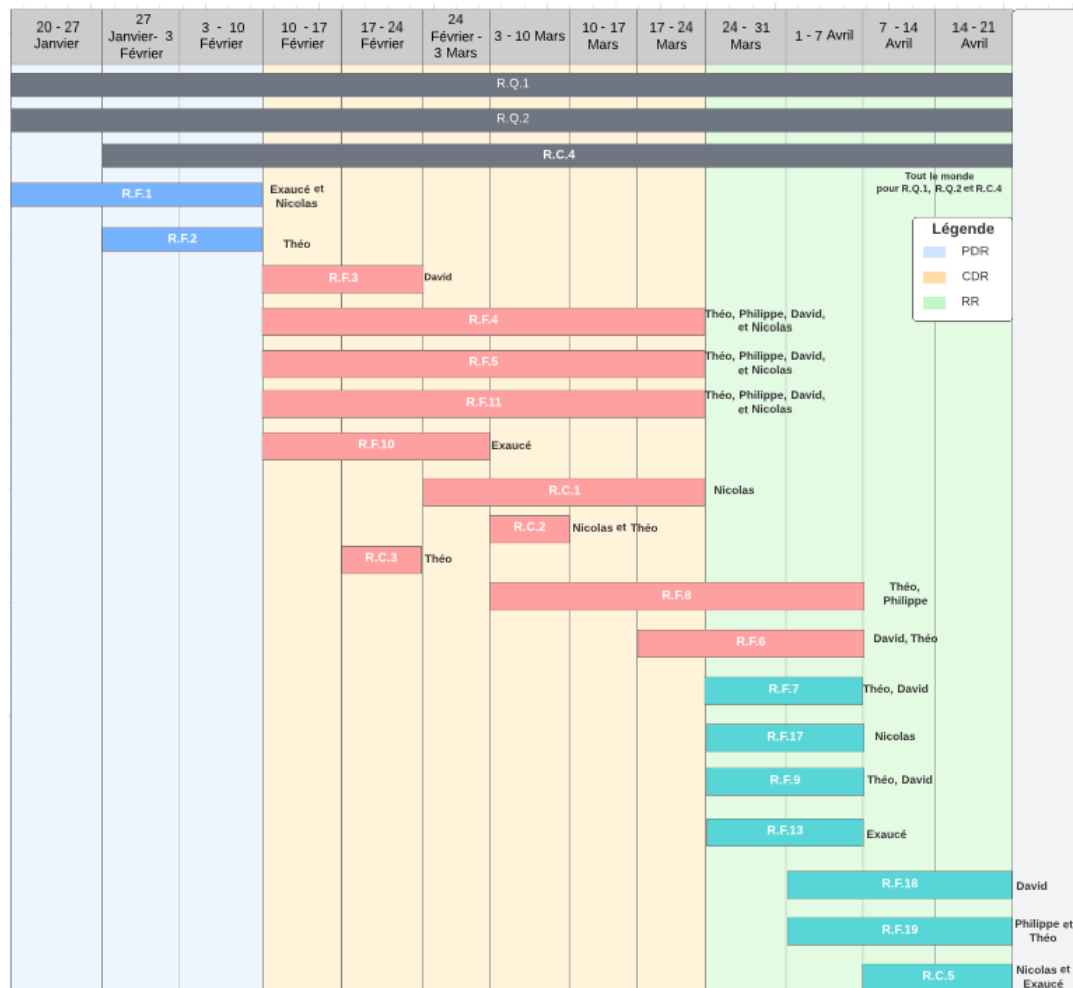 20 - 27
Janvier
27
Janvier- 3
Février
3 - 10
Février
10 - 17
Février
17 - 24
Février
24
Février -
3 Mars
3 - 10 Mars
10 - 17
Mars
17 - 24
Mars
24 - 31
Mars
1 - 7 Avril
7 - 14
Avril
14 - 21
Avril
R.Q.1
R.Q.2
R.C.4
Tout le monde
pour R.Q.1, R.Q.2 et R.C.4
R.F.1
Exaucé et
Nicolas
R.F.2
Théo
Légende
PDR
CDR
RR
R.F.3
David
R.F.4
Théo, Philippe, David,
et Nicolas
R.F.5
Théo, Philippe, David,
et Nicolas
R.F.11
Théo, Philippe, David,
et Nicolas
R.F.10
Exaucé
R.C.1
Nicolas
R.C.2
Nicolas et Théo
R.C.3
Théo
R.F.8
Théo,
Philippe
R.F.6
David, Théo
R.F.7
Théo, David
R.F.17
Nicolas
R.F.9
Théo, David
R.F.13
Exaucé
R.F.18
David
R.F.19
Philippe et
Théo
R.C.5
Nicolas et
Exaucé